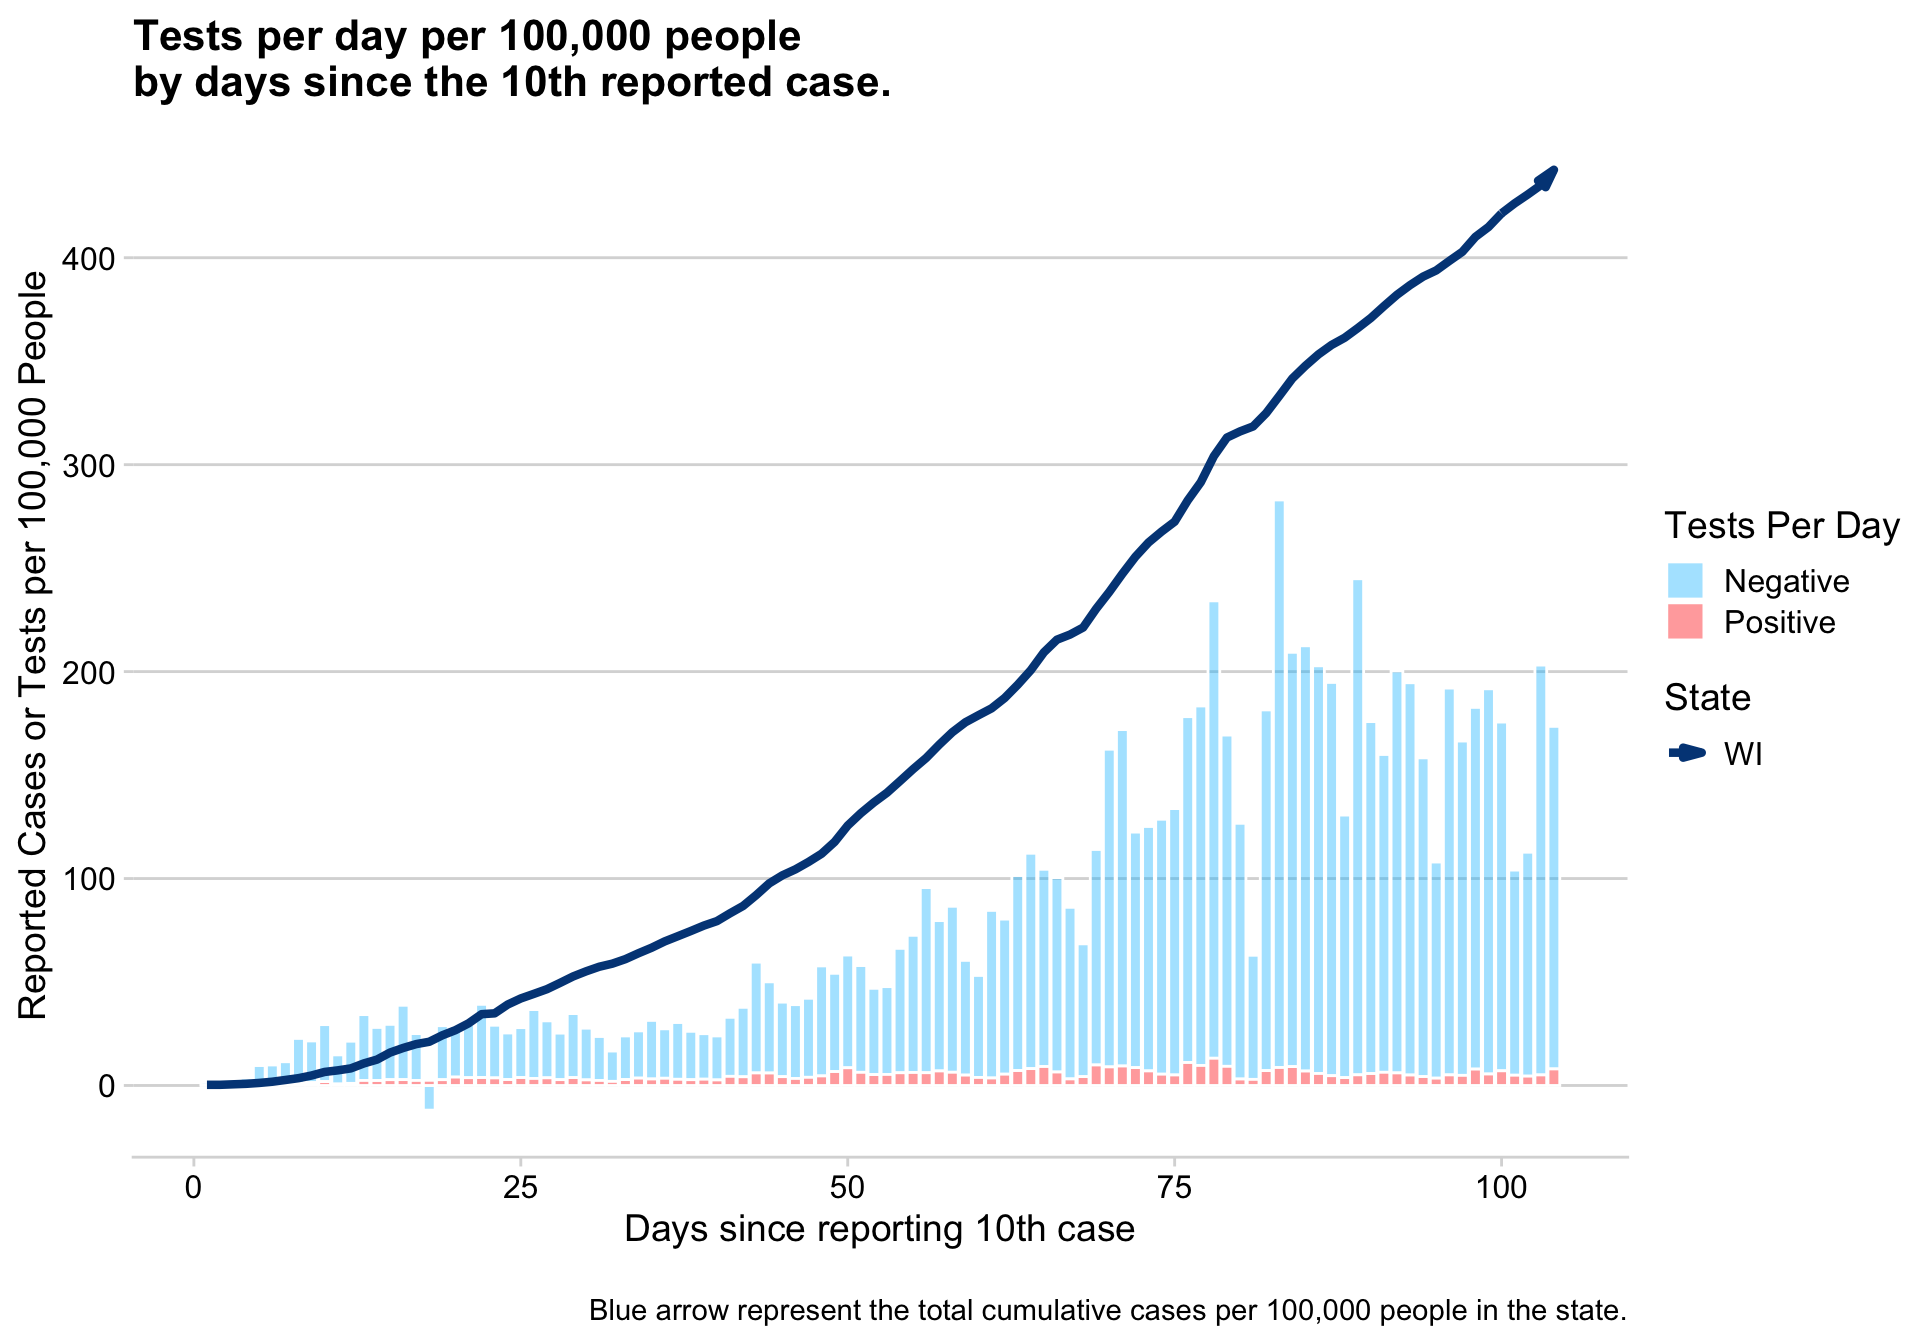 Tests per day per 100,000 people
by days since the 10th reported case.
Reported Cases or Tests per 100,000 People
400
300
200
100
0
0
25
50
75
100
Days since reporting 10th case
Tests Per Day
Negative
Positive
State
WI
Blue arrow represent the total cumulative cases per 100,000 people in the state.